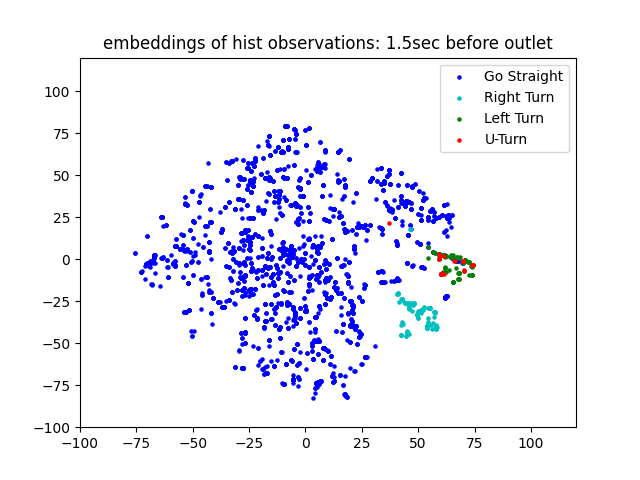 embeddings of hist observations: 1.5sec before outlet
Go Straight
Right Turn
Left Turn
U-Turn
100
75
50
25
0
−25
−50
−75
−100
−100 −75 −50 −25 0 25 50 75 100